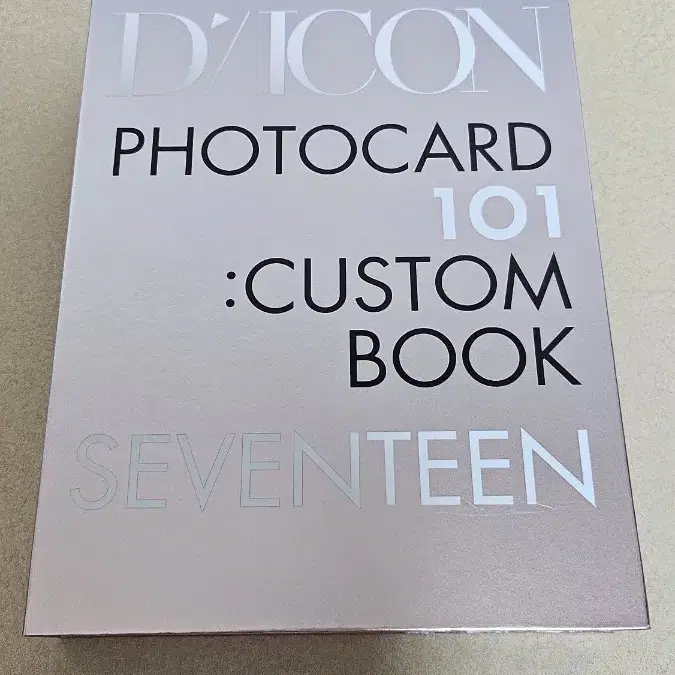 D'/ICON
PHOTOCARD
101
:CUSTOM
BOOK
SEVENTEEN